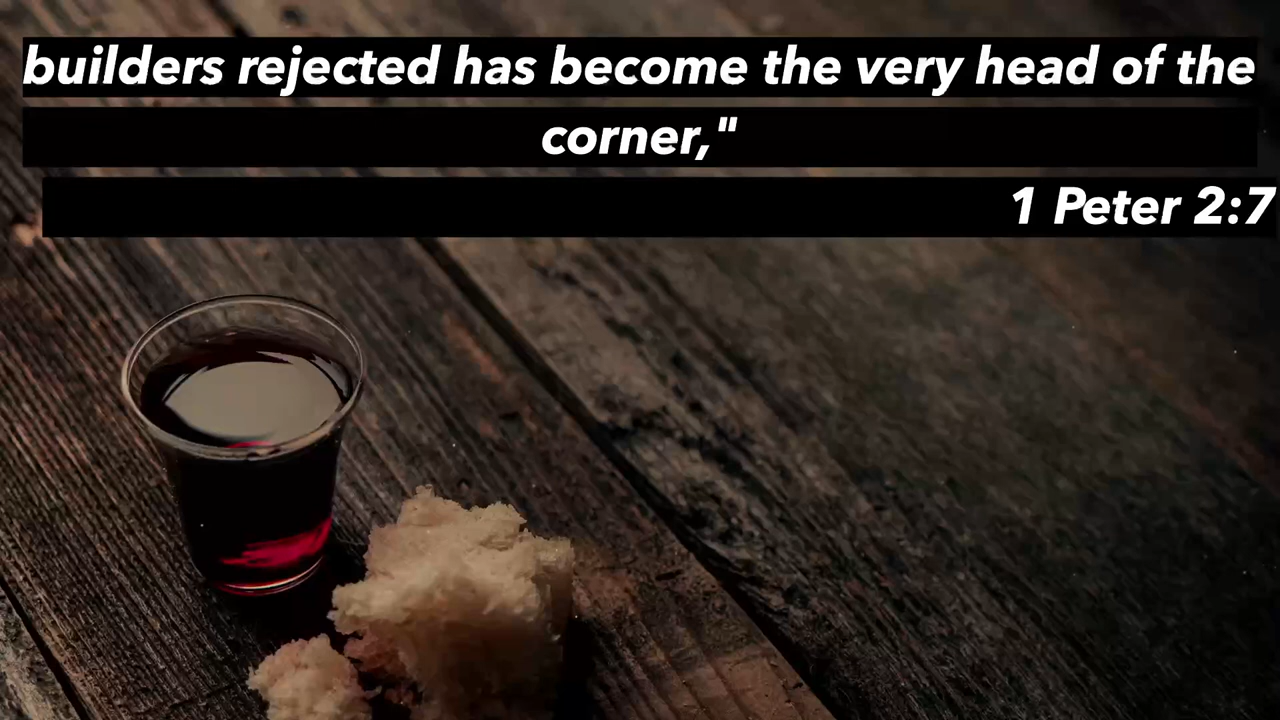 builders rejected has become the very head of the
corner,"
1 Peter 2:7